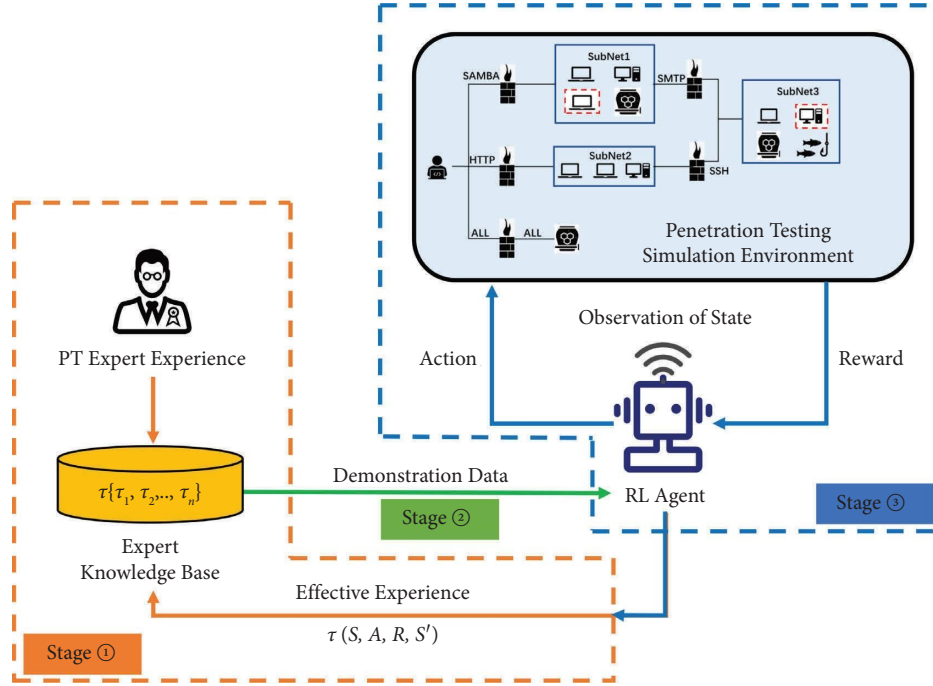 SubNet1
SAMBA
SMTP
SubNet3
HTTP
SubNet2
SSH
ALL
ALL
Penetration Testing
Simulation Environment
Observation of State
Action
Reward
PT Expert Experience
τ{τ₁, τ₂,.., τₙ}
Demonstration Data
RL Agent
Stage ②
Stage ③
Expert
Knowledge Base
Effective Experience
τ (S, A, R, S′)
Stage ①